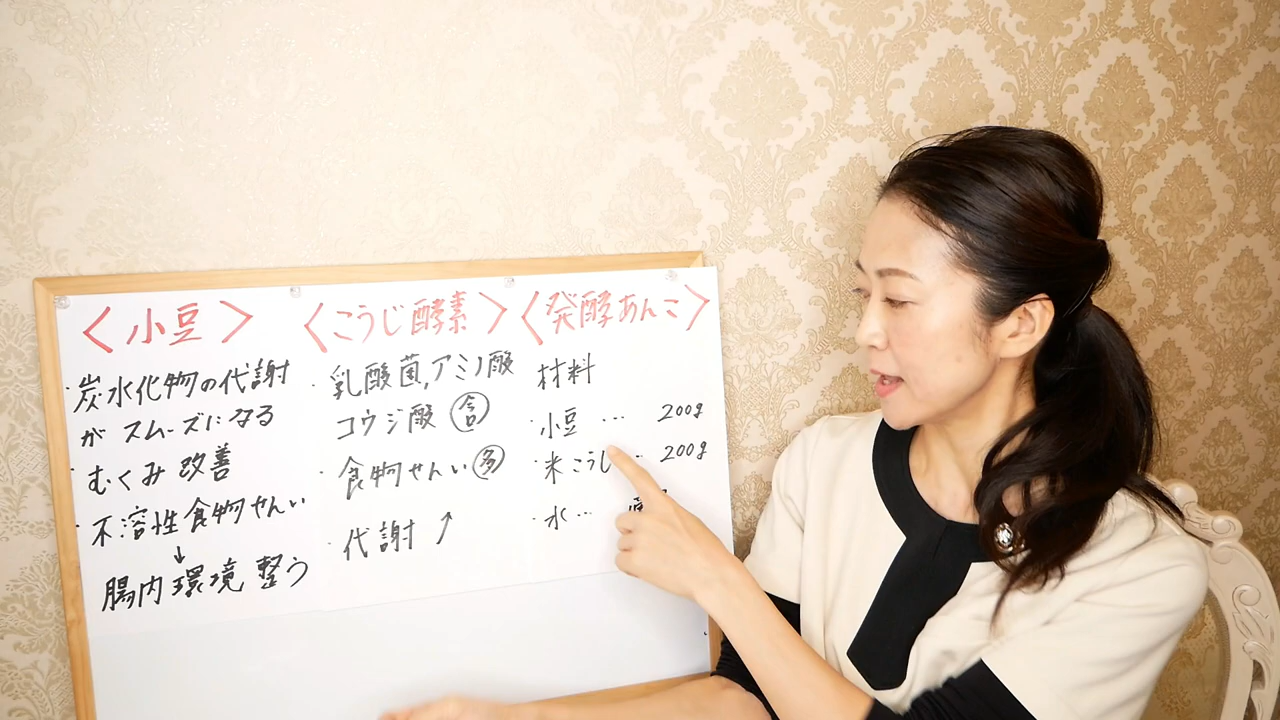 <小豆>
・炭水化物の代謝
がスムーズになる
・むくみ改善
・不溶性食物せんい
↓
腸内環境 整う
<こうじ酵素>
・乳酸菌,アミノ酸
コウジ酸 含
・食物せんい 多
・代謝 ↑
<発酵あんこ>
材料
・小豆… 200g
・米こうじ… 200g
・水…